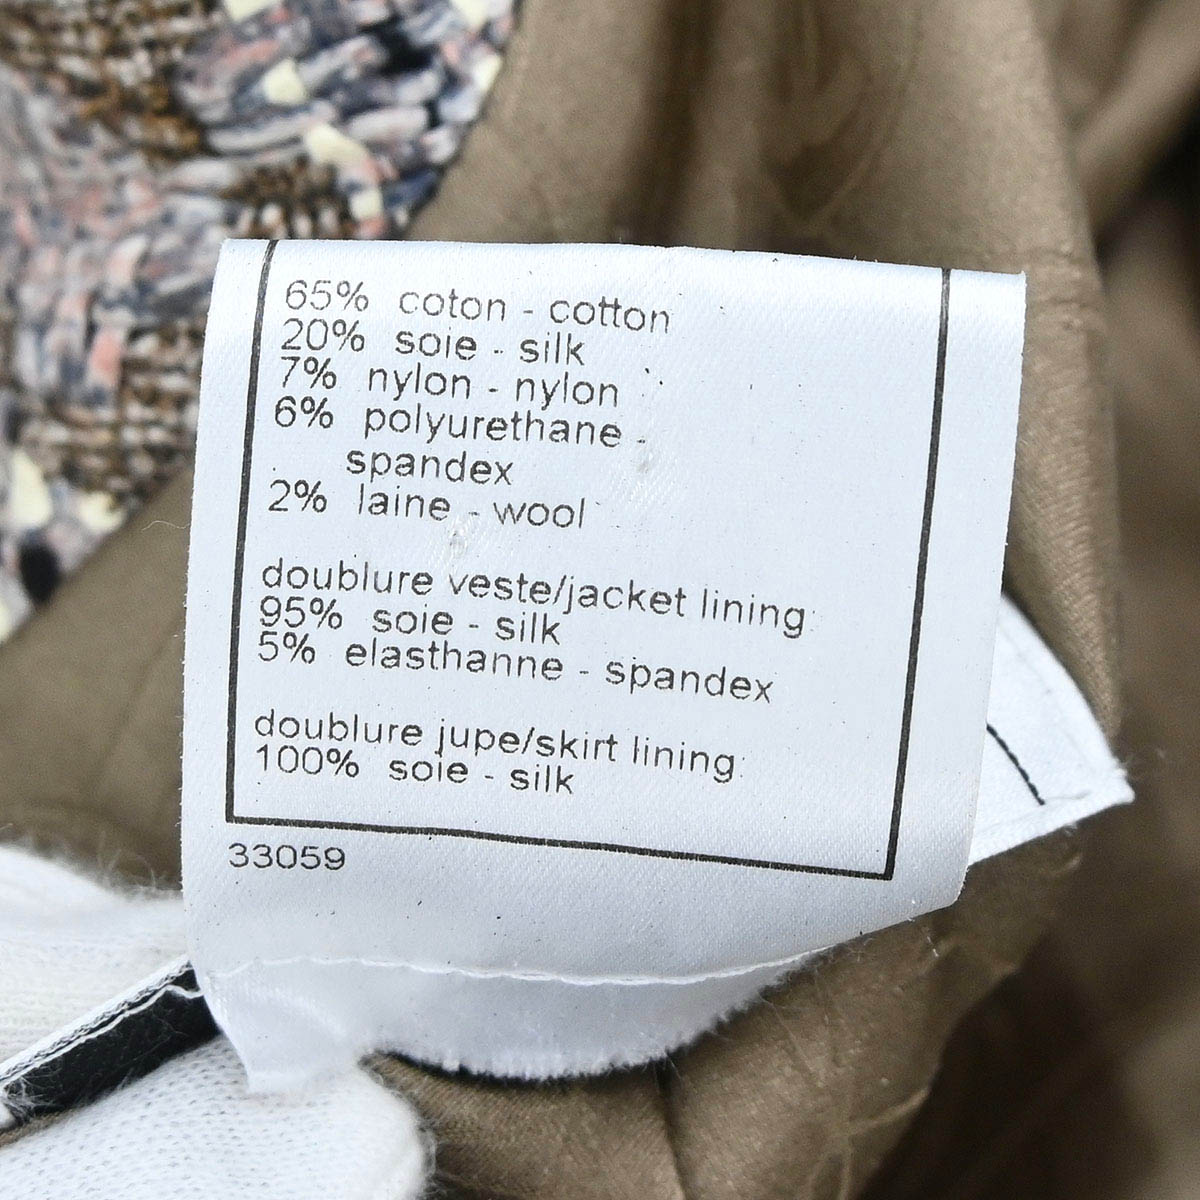 65% coton - cotton
20% soie - silk
7% nylon - nylon
6% polyurethane -
spandex
2% laine - wool
doublure veste/jacket lining:
95% soie - silk
5% elasthanne - spandex
doublure jupe/skirt lining:
100% soie - silk
33059